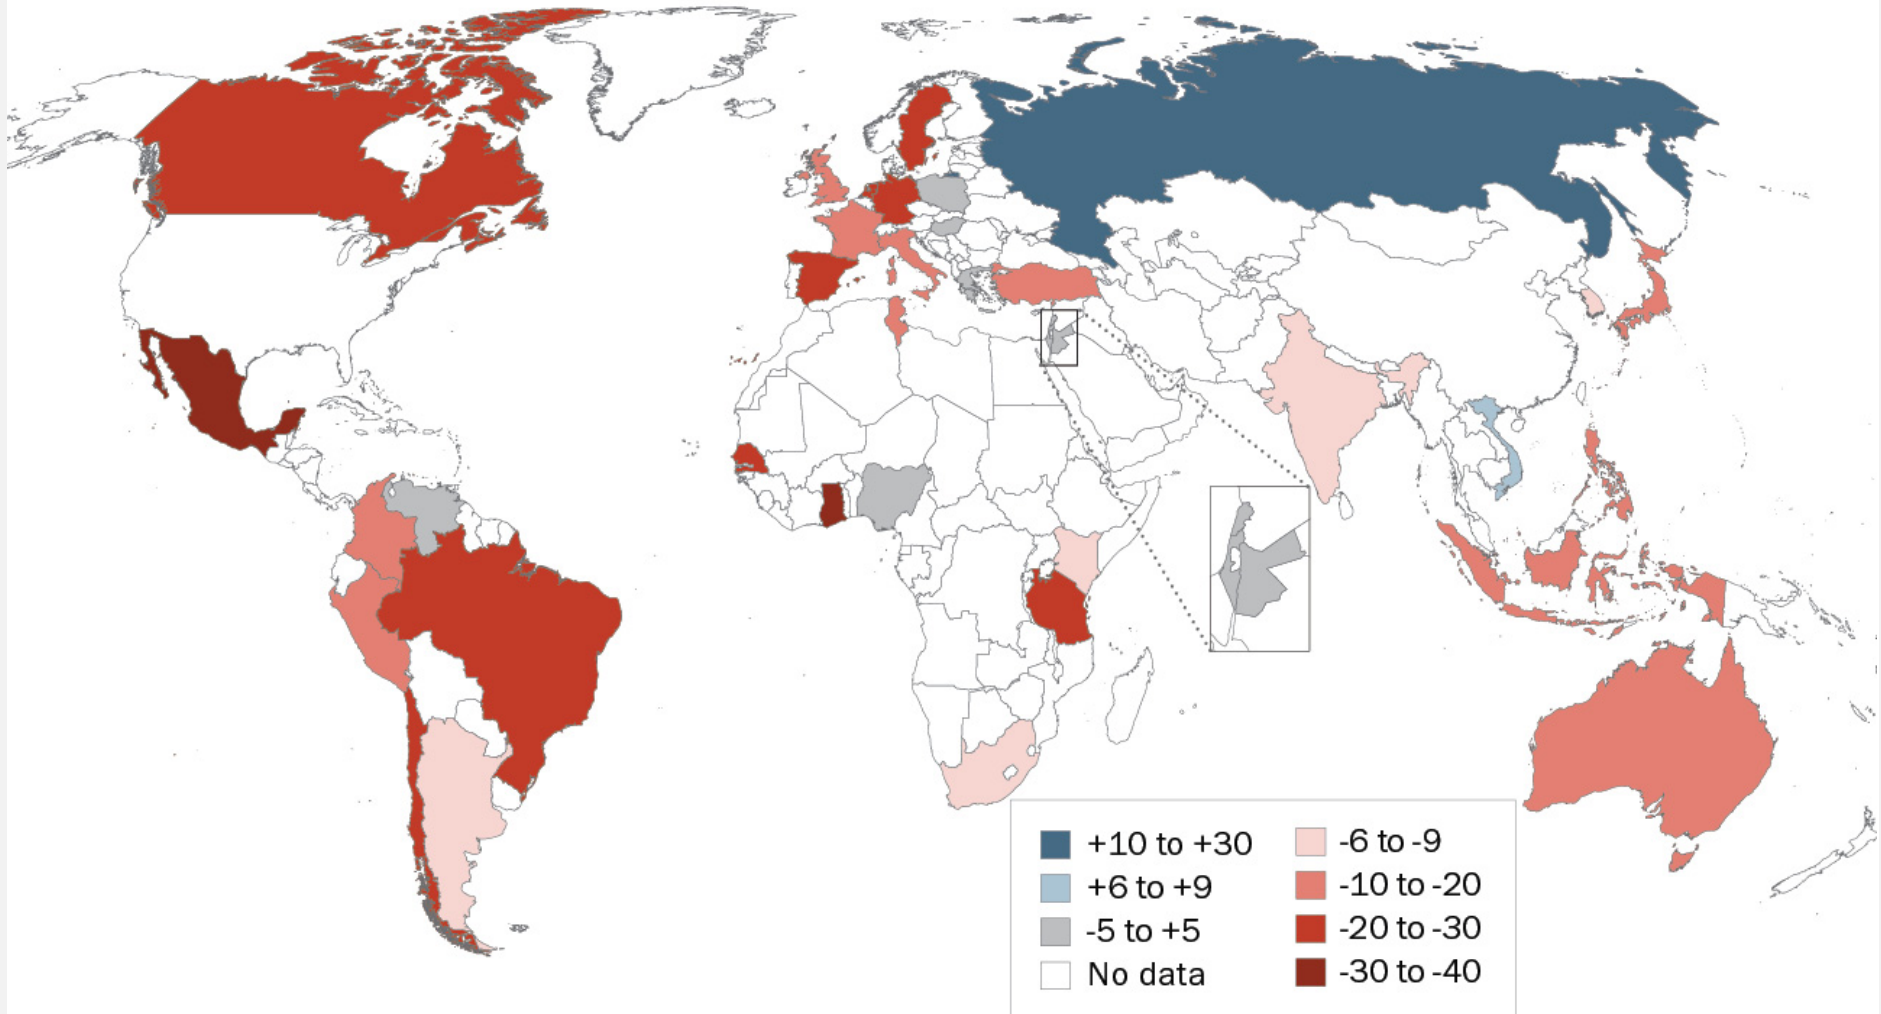 +10 to +30
+6 to +9
-5 to +5
No data
-6 to -9
-10 to -20
-20 to -30
-30 to -40